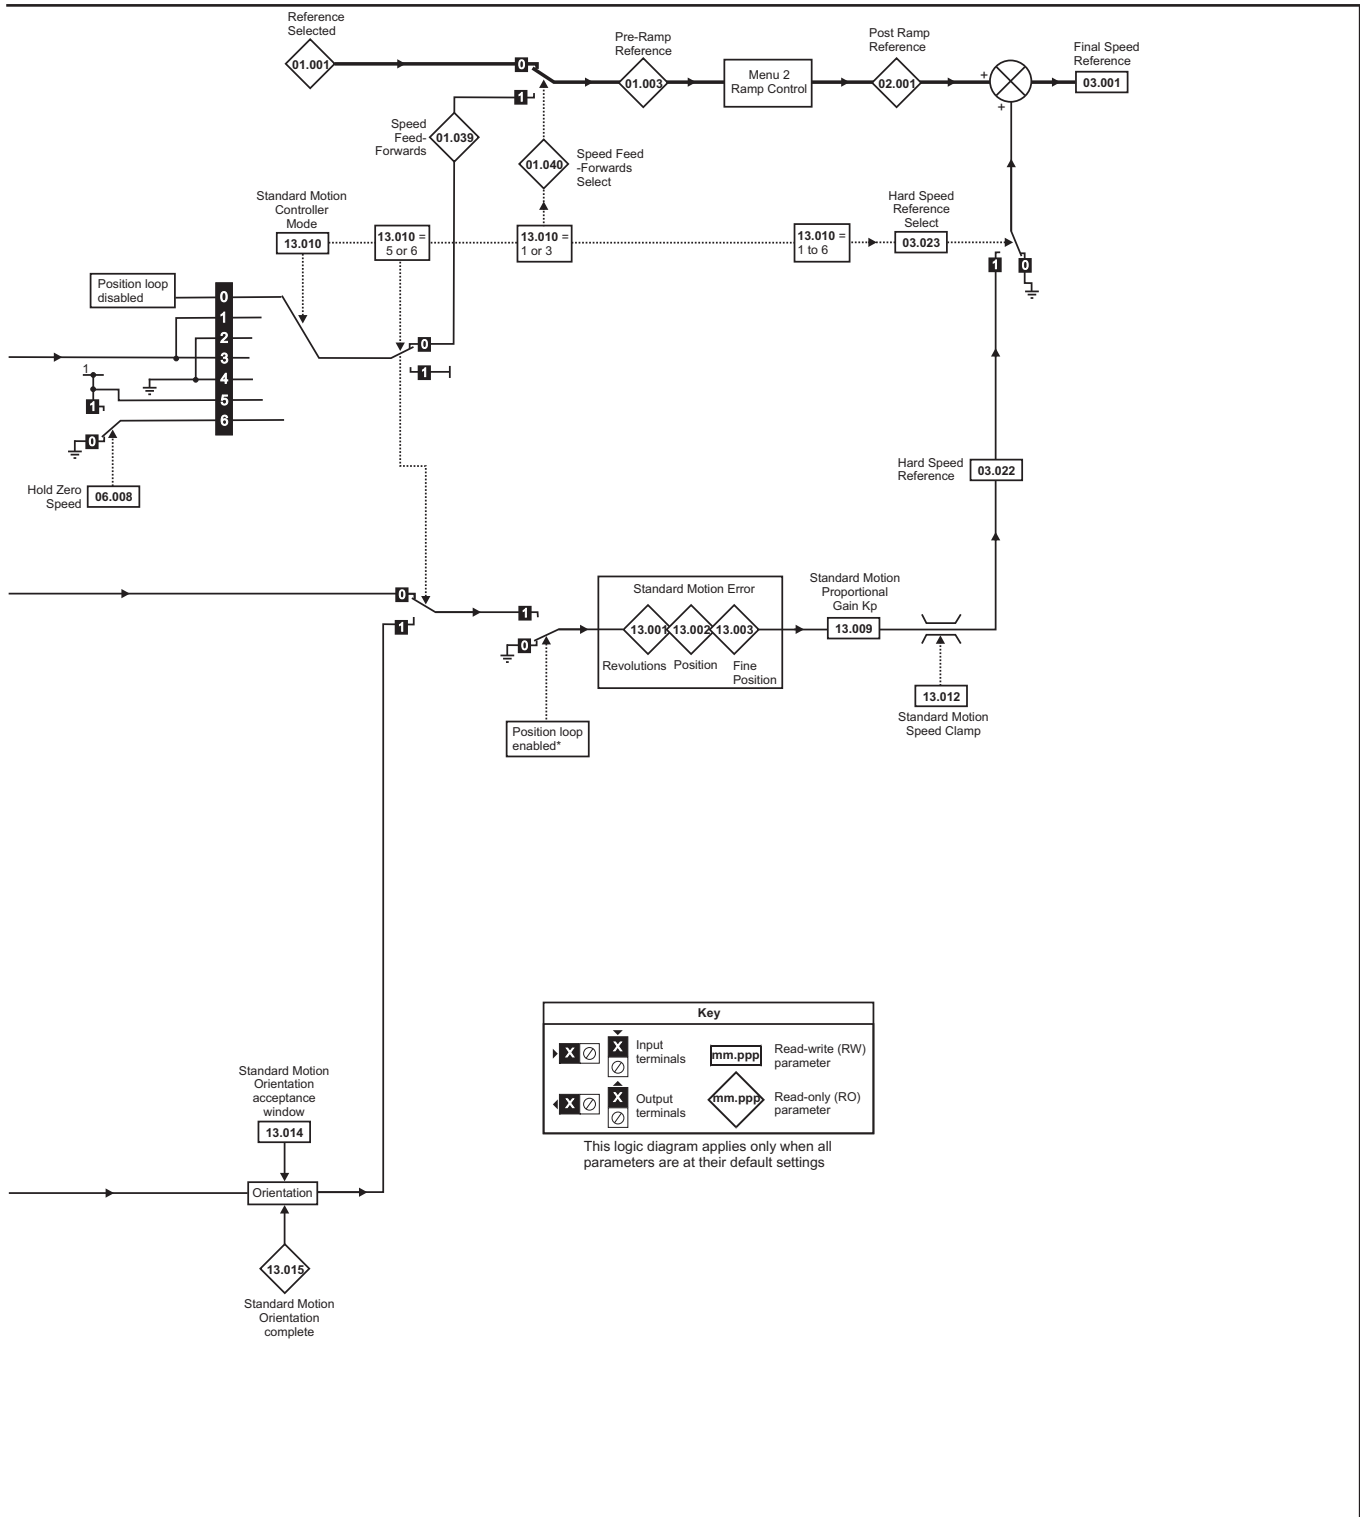 Reference
Selected
01.001
0
1
Pre-Ramp
Reference
01.003
Menu 2
Ramp Control
Post Ramp
Reference
02.001
+
+
Final Speed
Reference
03.001
Speed
Feed-
Forwards
01.039
01.040
Speed Feed
-Forwards
Select
Standard Motion
Controller
Mode
13.010
13.010 =
5 or 6
13.010 =
1 or 3
13.010 =
1 to 6
Hard Speed
Reference
Select
03.023
1
0
Position loop
disabled
0
1
2
3
4
5
6
0
1
1
1
0
Hold Zero
Speed
06.008
Hard Speed
Reference
03.022
0
1
1
0
Position loop
enabled*
Standard Motion Error
13.001
13.002
13.003
Revolutions
Position
Fine
Position
Standard Motion
Proportional
Gain Kp
13.009
13.012
Standard Motion
Speed Clamp
Key
X
X
Input
terminals
mm.ppp
Read-write (RW)
parameter
X
X
Output
terminals
mm.ppp
Read-only (RO)
parameter
This logic diagram applies only when all
parameters are at their default settings
Standard Motion
Orientation
acceptance
window
13.014
Orientation
13.015
Standard Motion
Orientation
complete